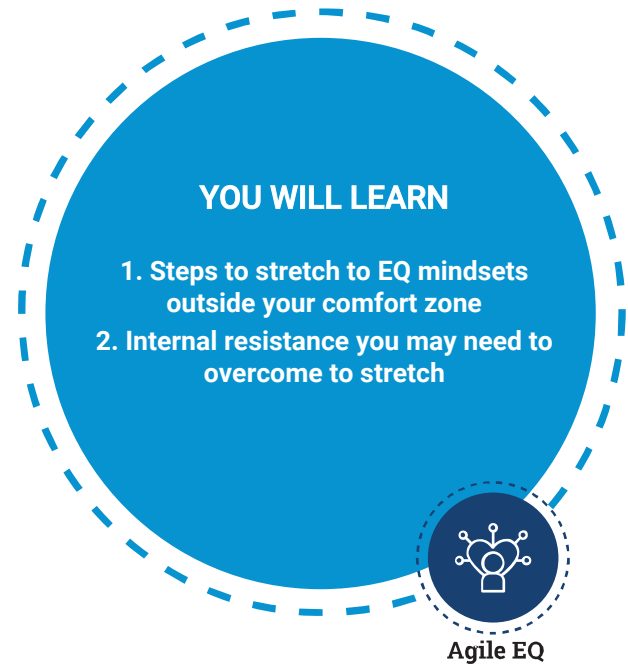 YOU WILL LEARN
1. Steps to stretch to EQ mindsets
outside your comfort zone
2. Internal resistance you may need to
overcome to stretch
Agile EQ